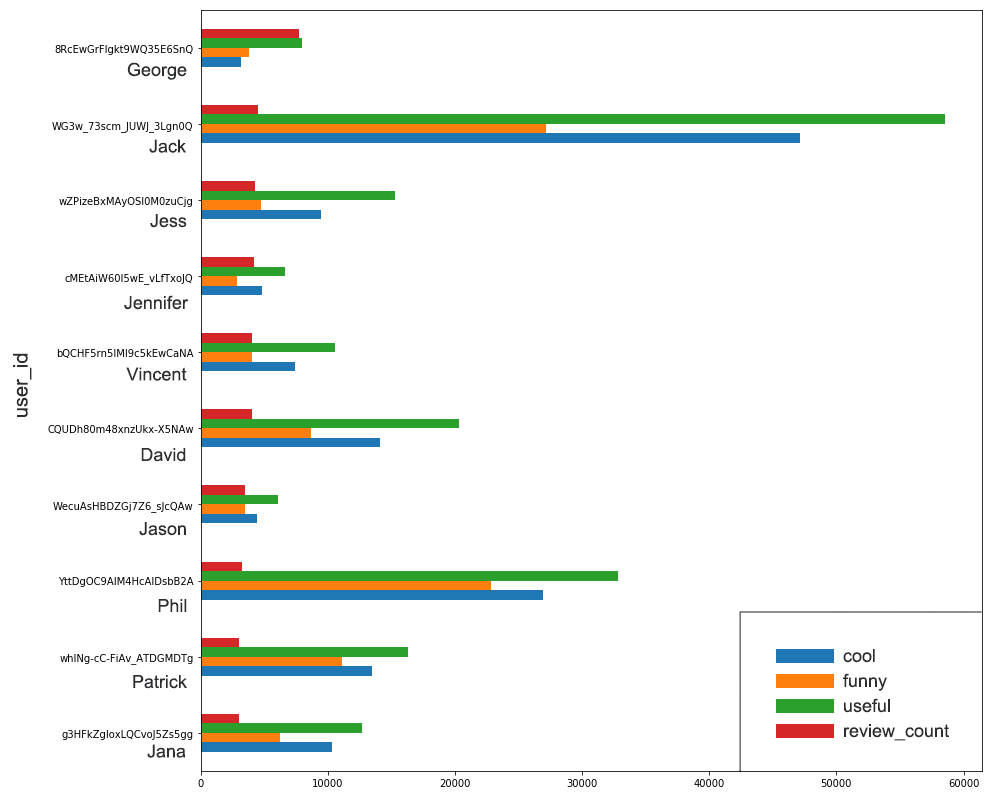 8RcEwGrFIgkt9WQ35E6SnQ
George
WG3w_73scm_JUWJ_3Lgn0Q
Jack
wZPizeBxMAyOSl0M0zuCjg
Jess
cMEtAiW60I5wE_vLfTxoJQ
Jennifer
bQCHF5rn5lMI9c5kEwCaNA
Vincent
CQUDh80m48xnzUkx-X5NAw
David
WecuAsHBDZGj7Z6_sJcQAw
Jason
YttDgOC9AlM4HcAlDsbB2A
Phil
whINg-cC-FiAv_ATDGMDTg
Patrick
g3HFkZgloxLQCvoJ5Zs5gg
Jana
user_id
cool
funny
useful
review_count
0 10000 20000 30000 40000 50000 60000